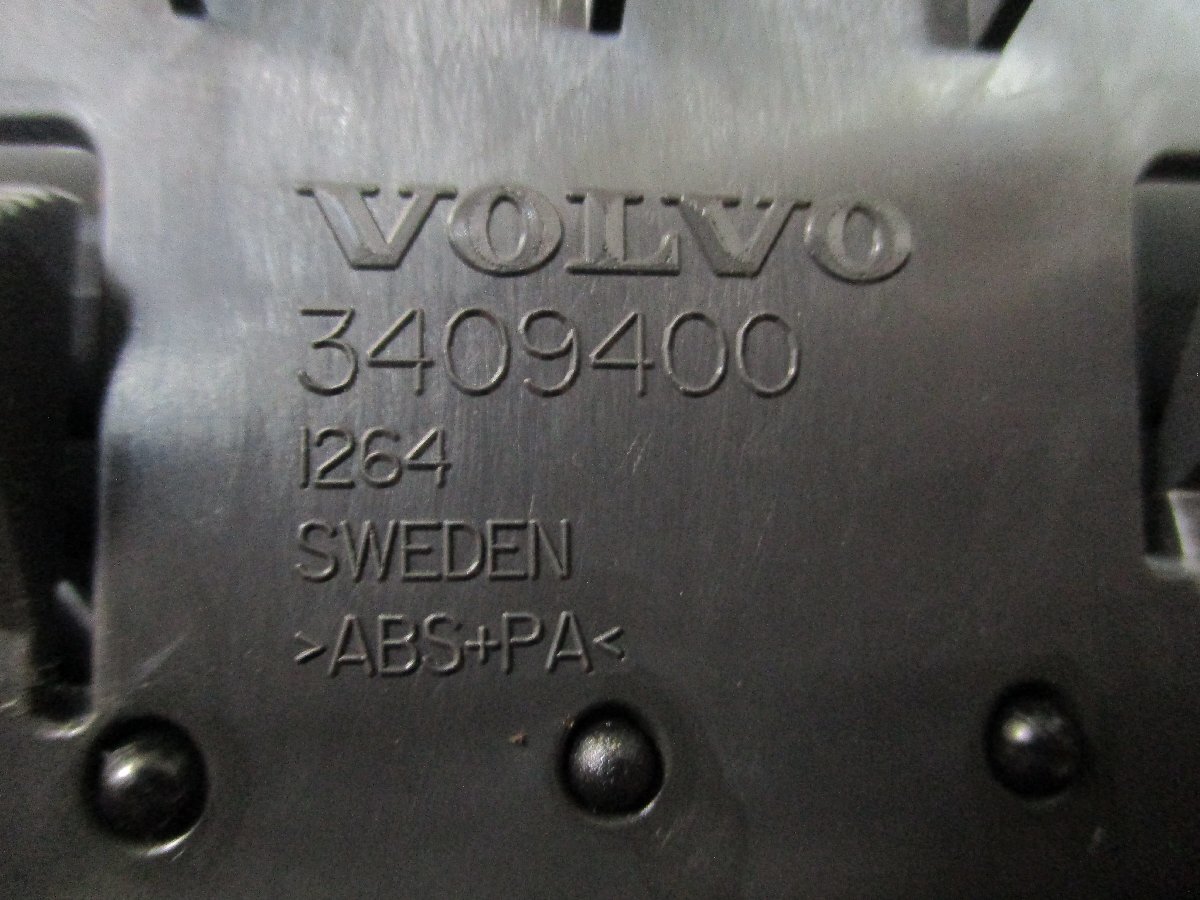 VOLVO
3409400
1264
SWEDEN
>ABS+PA<